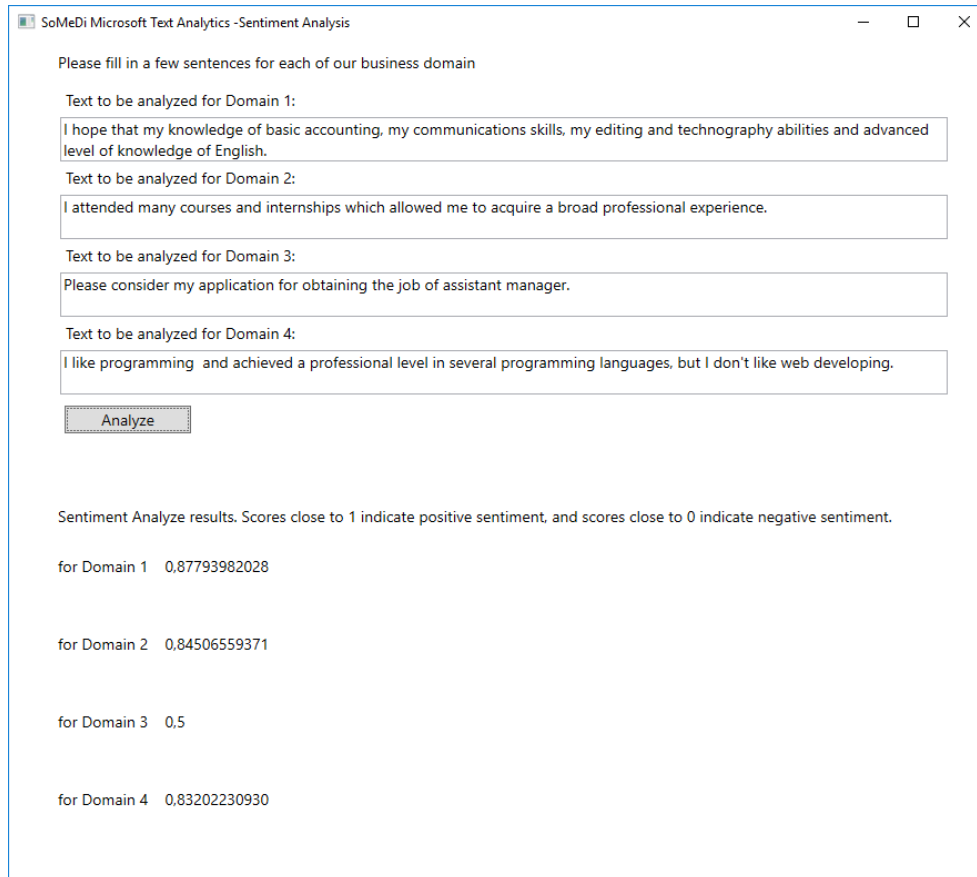 SoMeDi Microsoft Text Analytics -Sentiment Analysis
Please fill in a few sentences for each of our business domain
Text to be analyzed for Domain 1:
I hope that my knowledge of basic accounting, my communications skills, my editing and technography abilities and advanced
level of knowledge of English.
Text to be analyzed for Domain 2:
I attended many courses and internships which allowed me to acquire a broad professional experience.
Text to be analyzed for Domain 3:
Please consider my application for obtaining the job of assistant manager.
Text to be analyzed for Domain 4:
I like programming  and achieved a professional level in several programming languages, but I don't like web developing.
Analyze
Sentiment Analyze results. Scores close to 1 indicate positive sentiment, and scores close to 0 indicate negative sentiment.
for Domain 1 0,87793982028
for Domain 2 0,84506559371
for Domain 3 0,5
for Domain 4 0,83202230930